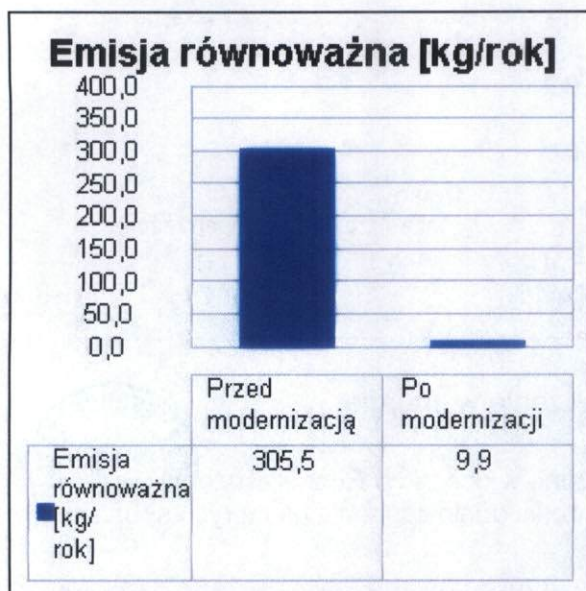 Emisja równoważna [kg/rok]
400,0
350,0
300,0
250,0
200,0
150,0
100,0
50,0
0,0
Przed modernizacją
Po modernizacji
Emisja równoważna [kg/ rok]
305,5
9,9